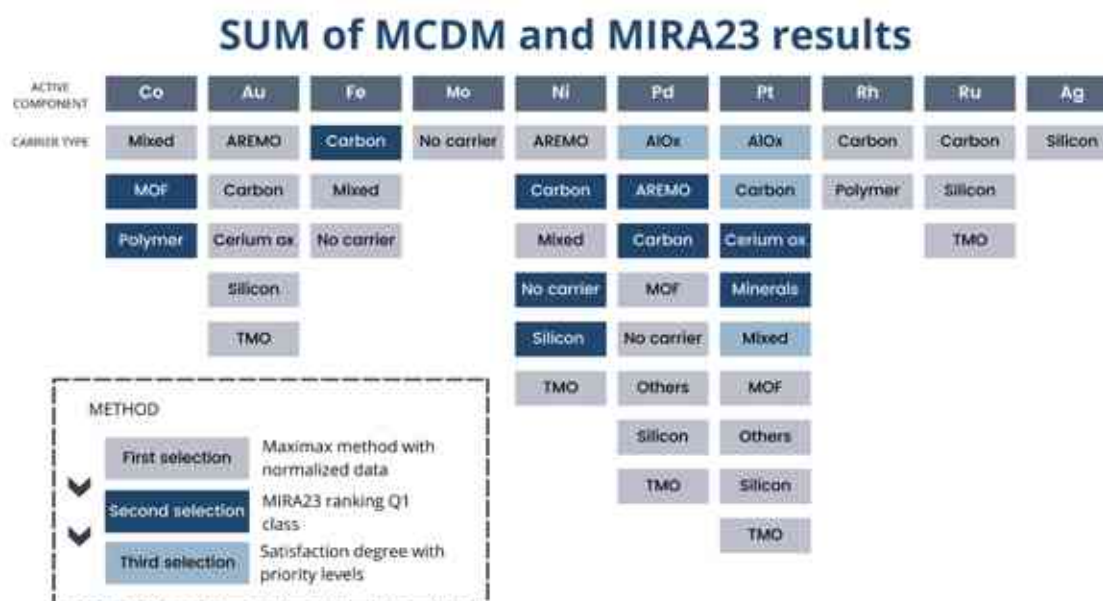 SUM of MCDM and MIRA23 results
ACTIVE COMPONENT Co Au Fe Mo Ni Pd Pt Rh Ru Ag
CARRIER TYPE Mixed AREMO Carbon No carrier AREMO AlOx AlOx Carbon Carbon Silicon
MOF Carbon Mixed Carbon AREMO Carbon Polymer Silicon
Polymer Cerium ox. No carrier Mixed Carbon Cerium ox. TMO
Silicon No carrier MOF Minerals
TMO Silicon No carrier Mixed
TMO Others MOF
Silicon Others
TMO Silicon
TMO
METHOD
First selection Maximax method with
normalized data
Second selection MIRA23 ranking Q1
class
Third selection Satisfaction degree with
priority levels